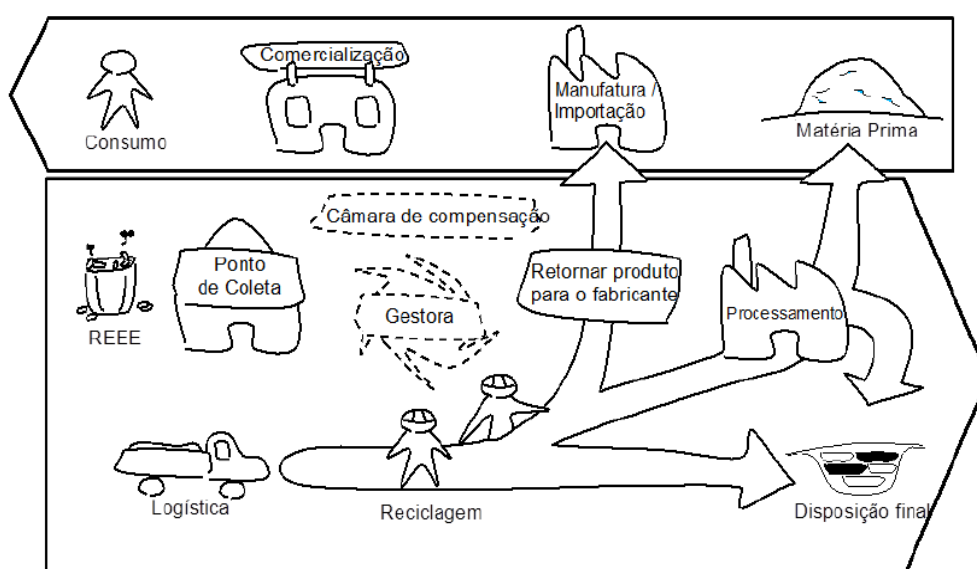 Comercialização
Consumo
Manufatura /
Importação
Matéria Prima
Câmara de compensação
Ponto
de Coleta
REEE
Gestora
Retornar produto
para o fabricante
Processamento
Logística
Reciclagem
Disposição final